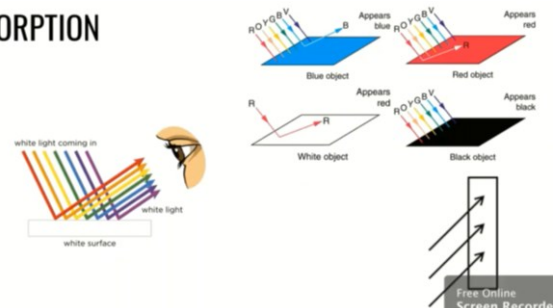 ORPTION
R O Y G B V
B
Appears
blue
Blue object
R O Y G B V
R
Appears
red
Red object
R
R
Appears
red
White object
R O Y G B V
Appears
black
Black object
white light coming in
white light
white surface
Free Online
Screen Recorde